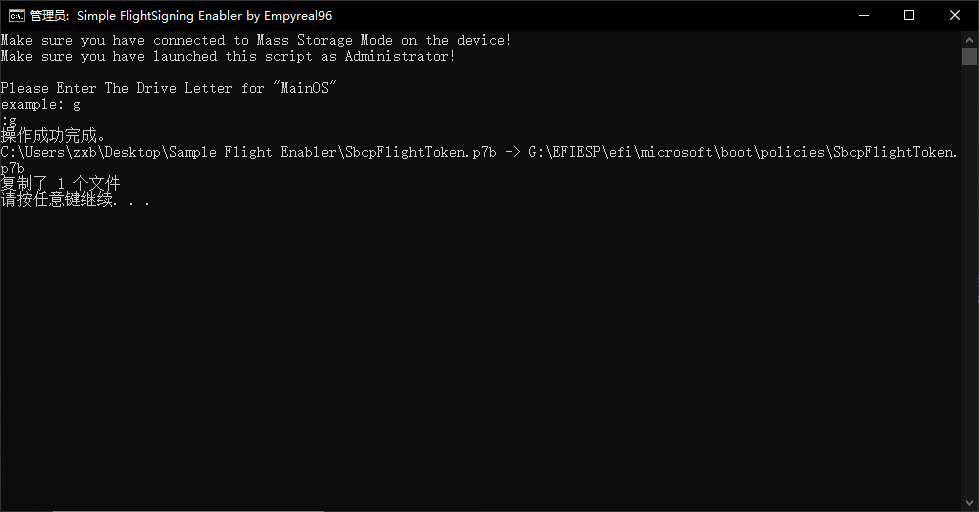 管理员: Simple FlightSigning Enabler by Empyreal96
Make sure you have connected to Mass Storage Mode on the device!
Make sure you have launched this script as Administrator!
Please Enter The Drive Letter for "MainOS"
example: g
:g
操作成功完成。
C:\Users\zxb\Desktop\Sample Flight Enabler\SbcpFlightToken.p7b -> G:\EFIESP\efi\microsoft\boot\policies\SbcpFlightToken.
p7b
复制了 1 个文件
请按任意键继续. . .